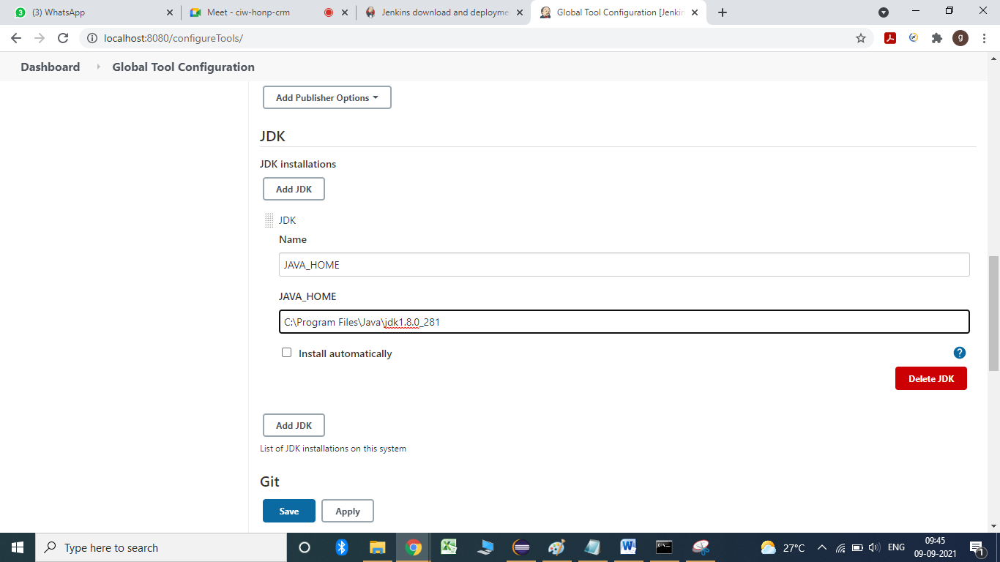 3
(3) WhatsApp
Meet - ciw-honp-crm
Jenkins download and deployme
Global Tool Configuration [Jenkin
localhost:8080/configureTools/
g
Dashboard
Global Tool Configuration
Add Publisher Options
JDK
JDK installations
Add JDK
JDK
Name
JAVA_HOME
JAVA_HOME
C:\Program Files\Java\jdk1.8.0_281
Install automatically
?
Delete JDK
Add JDK
List of JDK installations on this system
Git
Save
Apply
Type here to search
27°C
ENG
09:45
09-09-2021
1